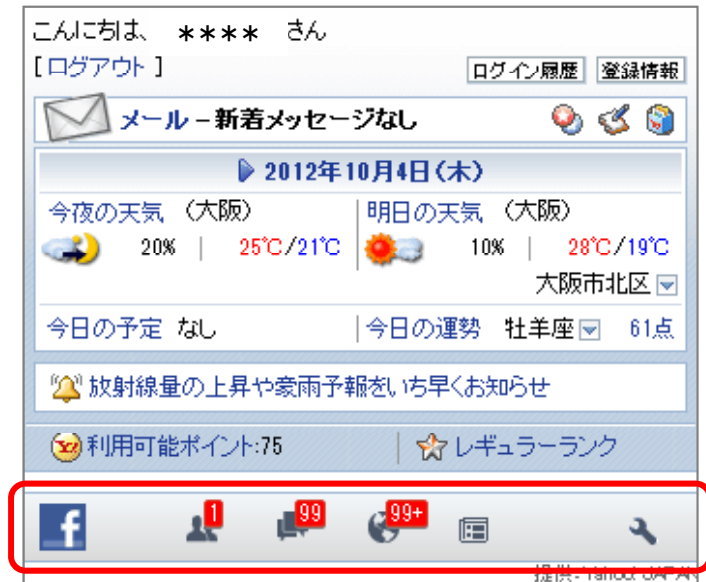 こんにちは、 **** さん
[ ログアウト ] ログイン履歴 登録情報
メール – 新着メッセージなし
2012年10月4日(木)
今夜の天気 (大阪) 明日の天気 (大阪)
20% | 25℃/21℃ 10% | 28℃/19℃
大阪市北区
今日の予定 なし 今日の運勢 牡羊座 61点
放射線量の上昇や豪雨予報をいち早くお知らせ
Y! 利用可能ポイント:75 レギュラーランク
f 1 99 99+
提供: Yahoo! JAPAN